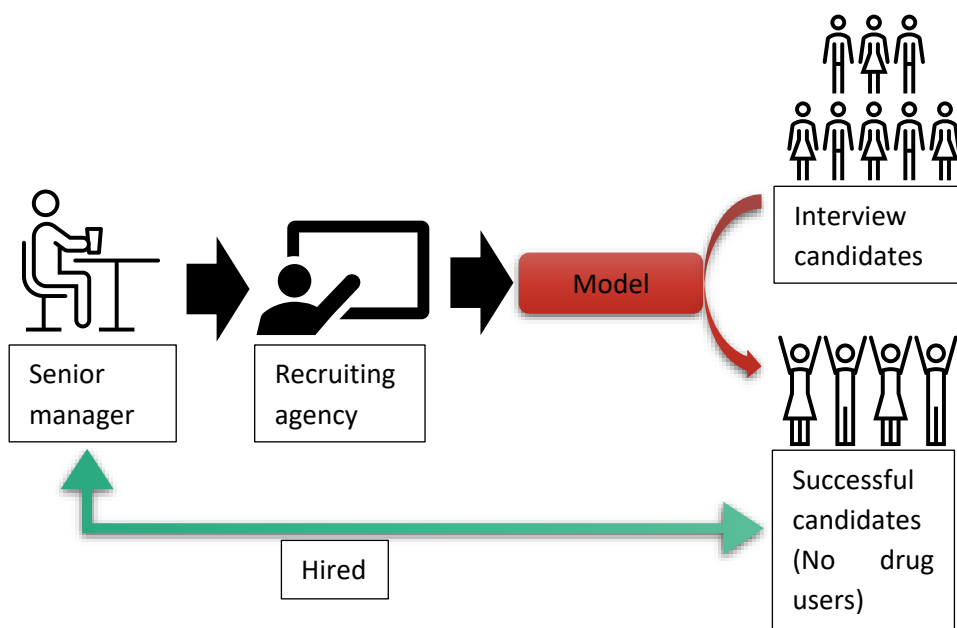 Interview
candidates
Model
Senior
manager
Recruiting
agency
Successful
candidates
(No drug
users)
Hired